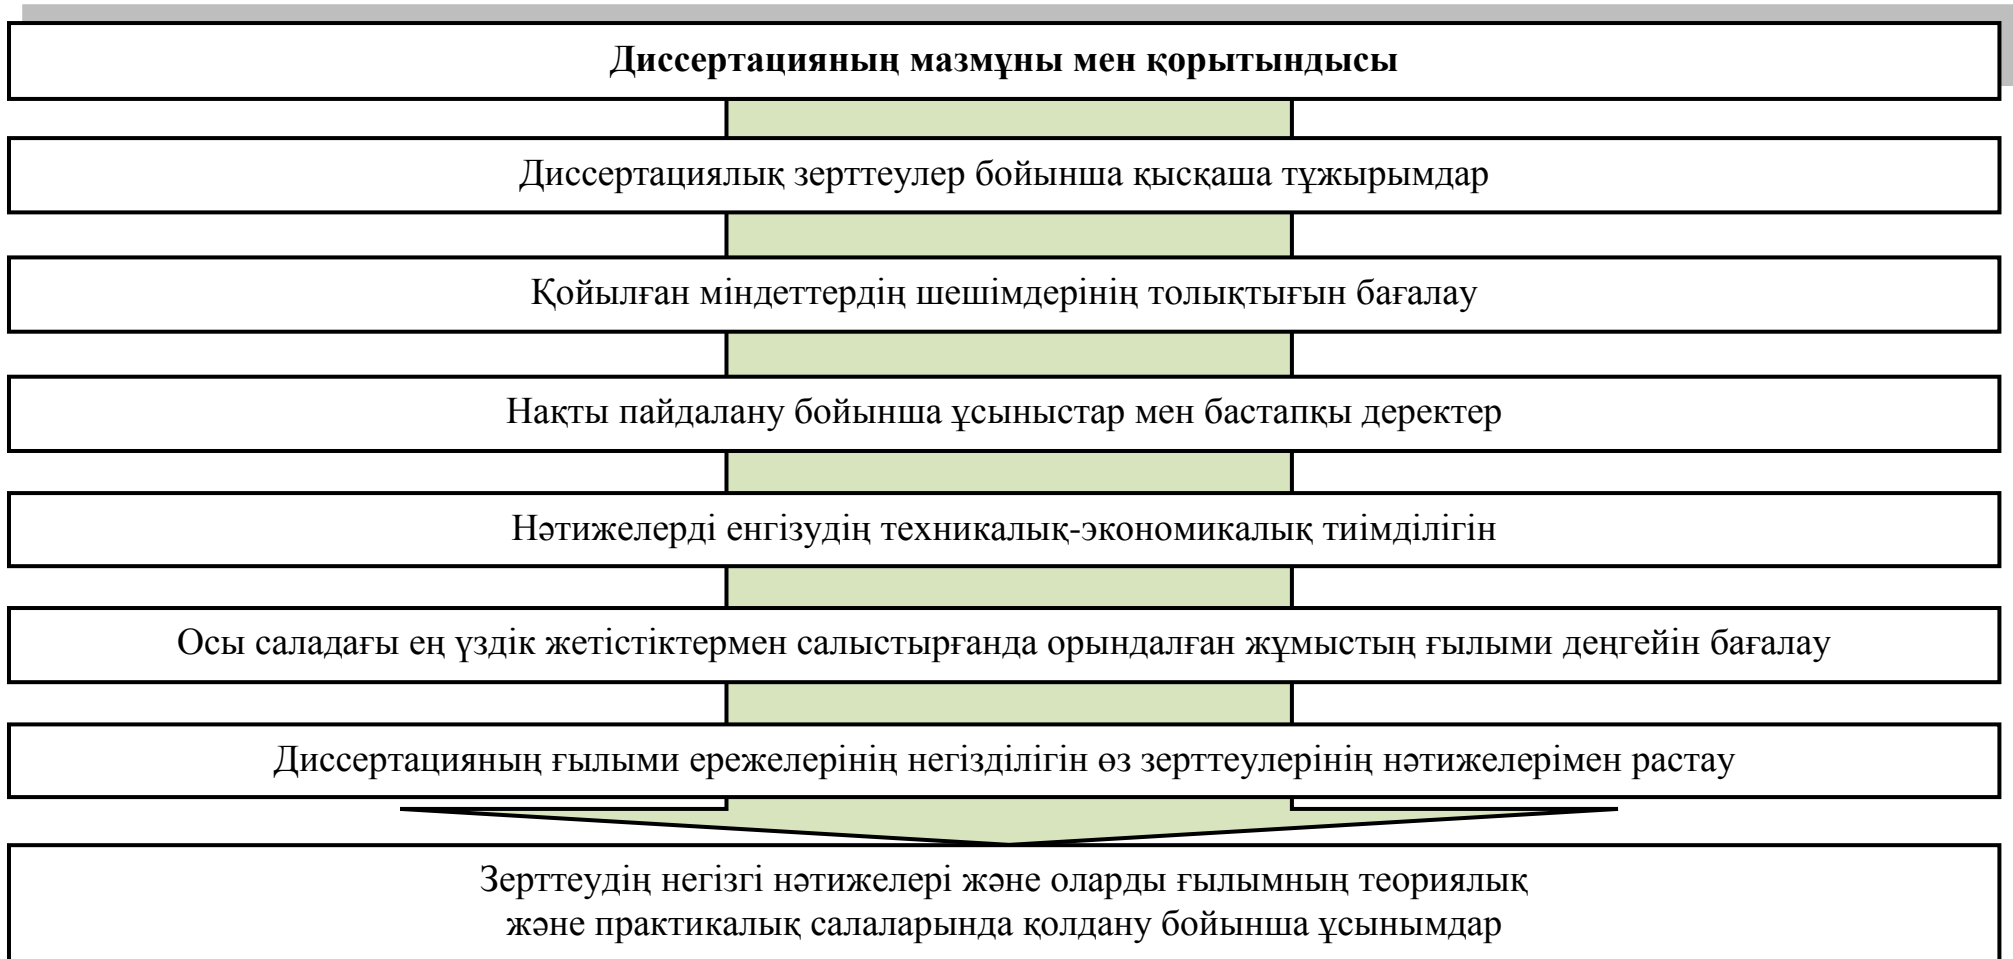 Диссертацияның мазмұны мен қорытындысы
Диссертациялық зерттеулер бойынша қысқаша тұжырымдар
Қойылған міндеттердің шешімдерінің толықтығын бағалау
Нақты пайдалану бойынша ұсыныстар мен бастапқы деректер
Нәтижелерді енгізудің техникалық-экономикалық тиімділігін
Осы саладағы ең үздік жетістіктермен салыстырғанда орындалған жұмыстың ғылыми деңгейін бағалау
Диссертацияның ғылыми ережелерінің негізділігін өз зерттеулерінің нәтижелерімен растау
Зерттеудің негізгі нәтижелері және оларды ғылымның теориялық
және практикалық салаларында қолдану бойынша ұсынымдар